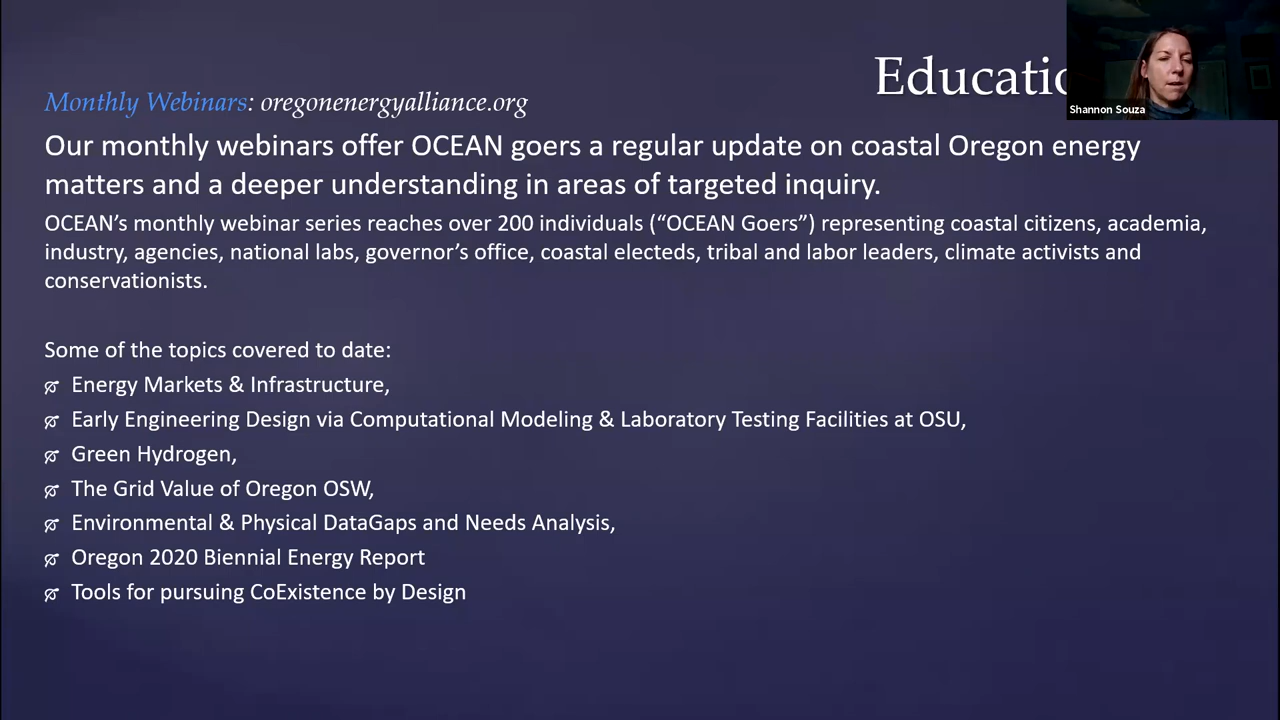 Educatio
Shannon Souza
Monthly Webinars: oregonenergyalliance.org
Our monthly webinars offer OCEAN goers a regular update on coastal Oregon energy
matters and a deeper understanding in areas of targeted inquiry.
OCEAN’s monthly webinar series reaches over 200 individuals (“OCEAN Goers”) representing coastal citizens, academia,
industry, agencies, national labs, governor’s office, coastal electeds, tribal and labor leaders, climate activists and
conservationists.
Some of the topics covered to date:
Energy Markets & Infrastructure,
Early Engineering Design via Computational Modeling & Laboratory Testing Facilities at OSU,
Green Hydrogen,
The Grid Value of Oregon OSW,
Environmental & Physical DataGaps and Needs Analysis,
Oregon 2020 Biennial Energy Report
Tools for pursuing CoExistence by Design